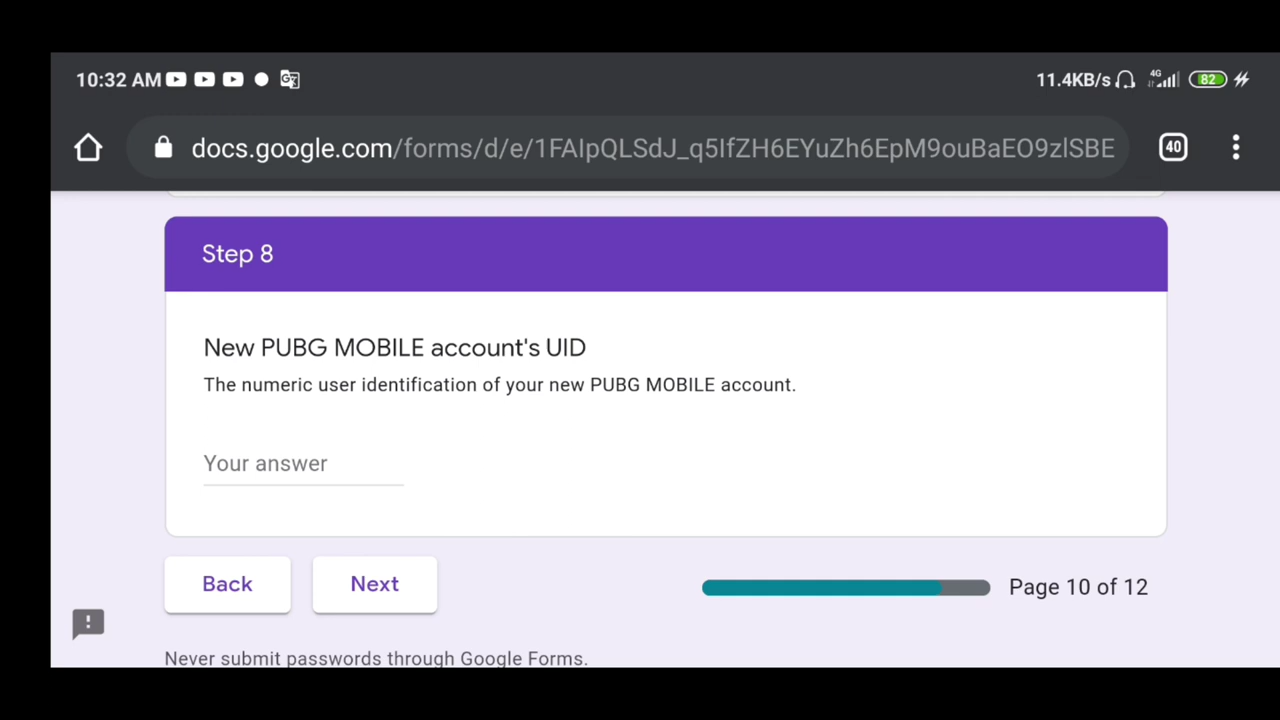 10:32 AM
11.4KB/s 4G 82
docs.google.com/forms/d/e/1FAIpQLSdJ_q5IfZH6EYuZh6EpM9ouBaEO9zlSBE
40
Step 8
New PUBG MOBILE account's UID
The numeric user identification of your new PUBG MOBILE account.
Your answer
Back
Next
Page 10 of 12
Never submit passwords through Google Forms.